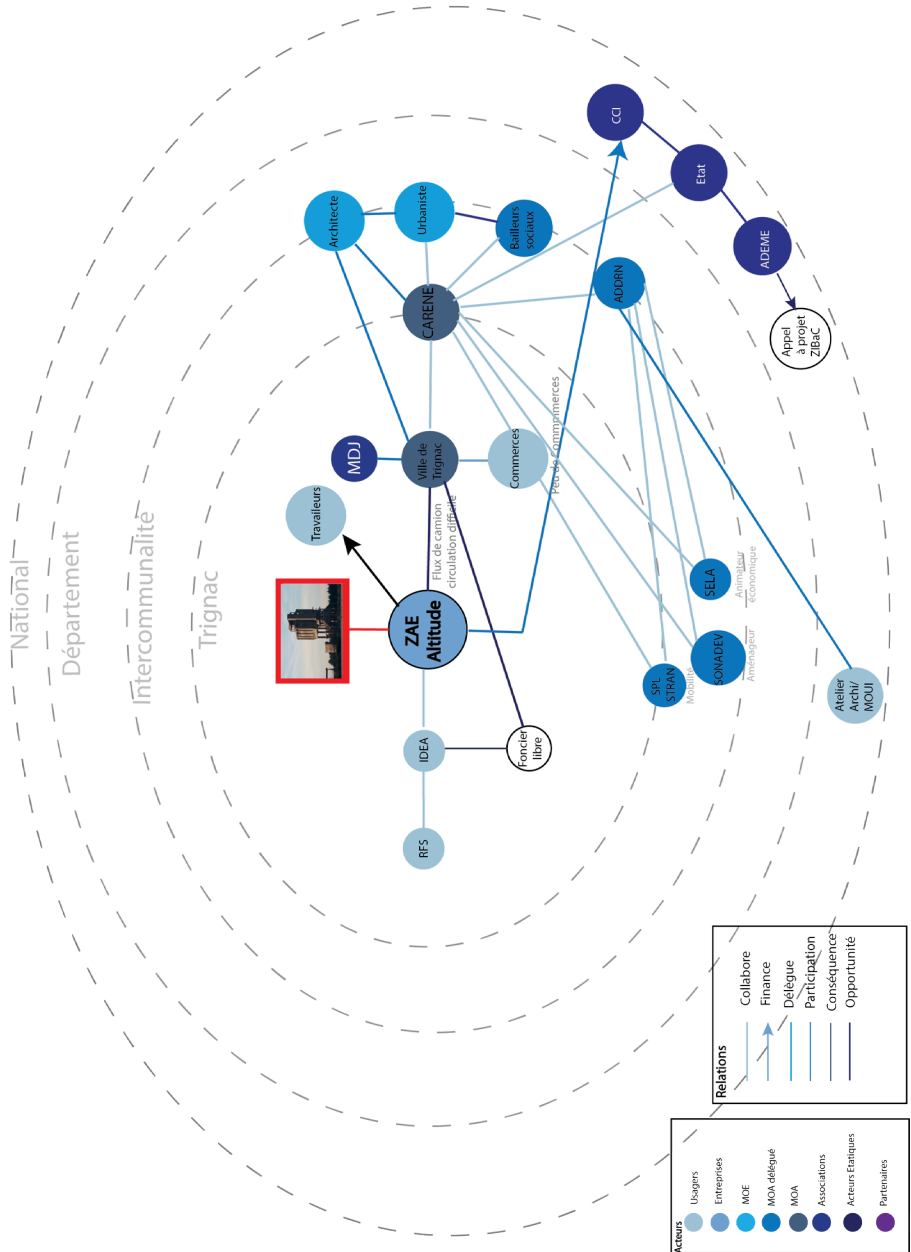 National
Département
Intercommunalité
Trignac
Architecte
Urbaniste
Bailleurs
sociaux
CARENE
CCI
Etat
ADEME
Appel
à projet
ZIBaC
ADDRN
MDJ
Ville de
Trignac
Commerces
Peu de Commmerces
Travaileurs
Flux de camion
circulation difficile
ZAE
Altitude
IDEA
RFS
Foncier
libre
SPL
STRAN
Mobilité
SONADEV
Aménageur
SELA
Animateur
économique
Atelier
Archi/
MOUI
Relations
Collabore
Finance
Délègue
Participation
Conséquence
Opportunité
Acteurs
Usagers
Entreprises
MOE
MOA délégué
MOA
Associations
Acteurs Etatiques
Partenaires